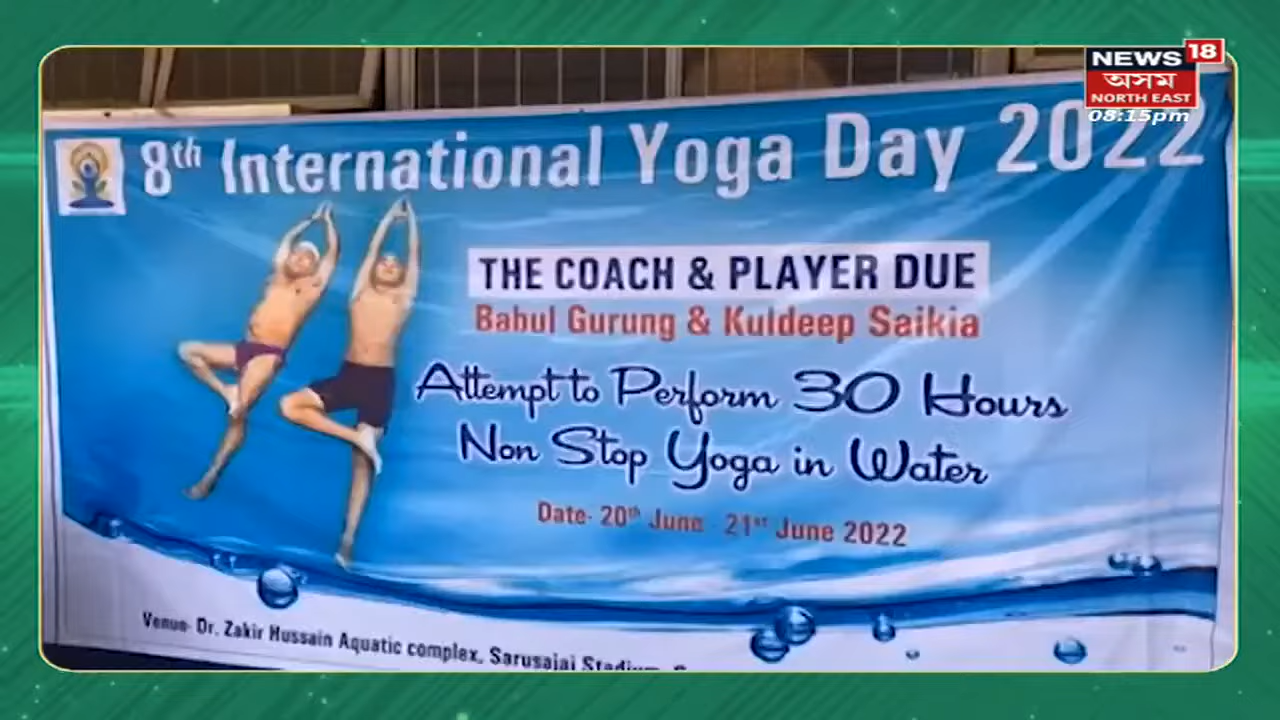 NEWS 18
অসম
NORTH EAST
08:15pm
8th International Yoga Day 2022
THE COACH & PLAYER DUE
Babul Gurung & Kuldeep Saikia
Attempt to Perform 30 Hours
Non Stop Yoga in Water
Date- 20th June - 21st June 2022
Venue- Dr. Zakir Hussain Aquatic complex, Sarusajai Stadium,